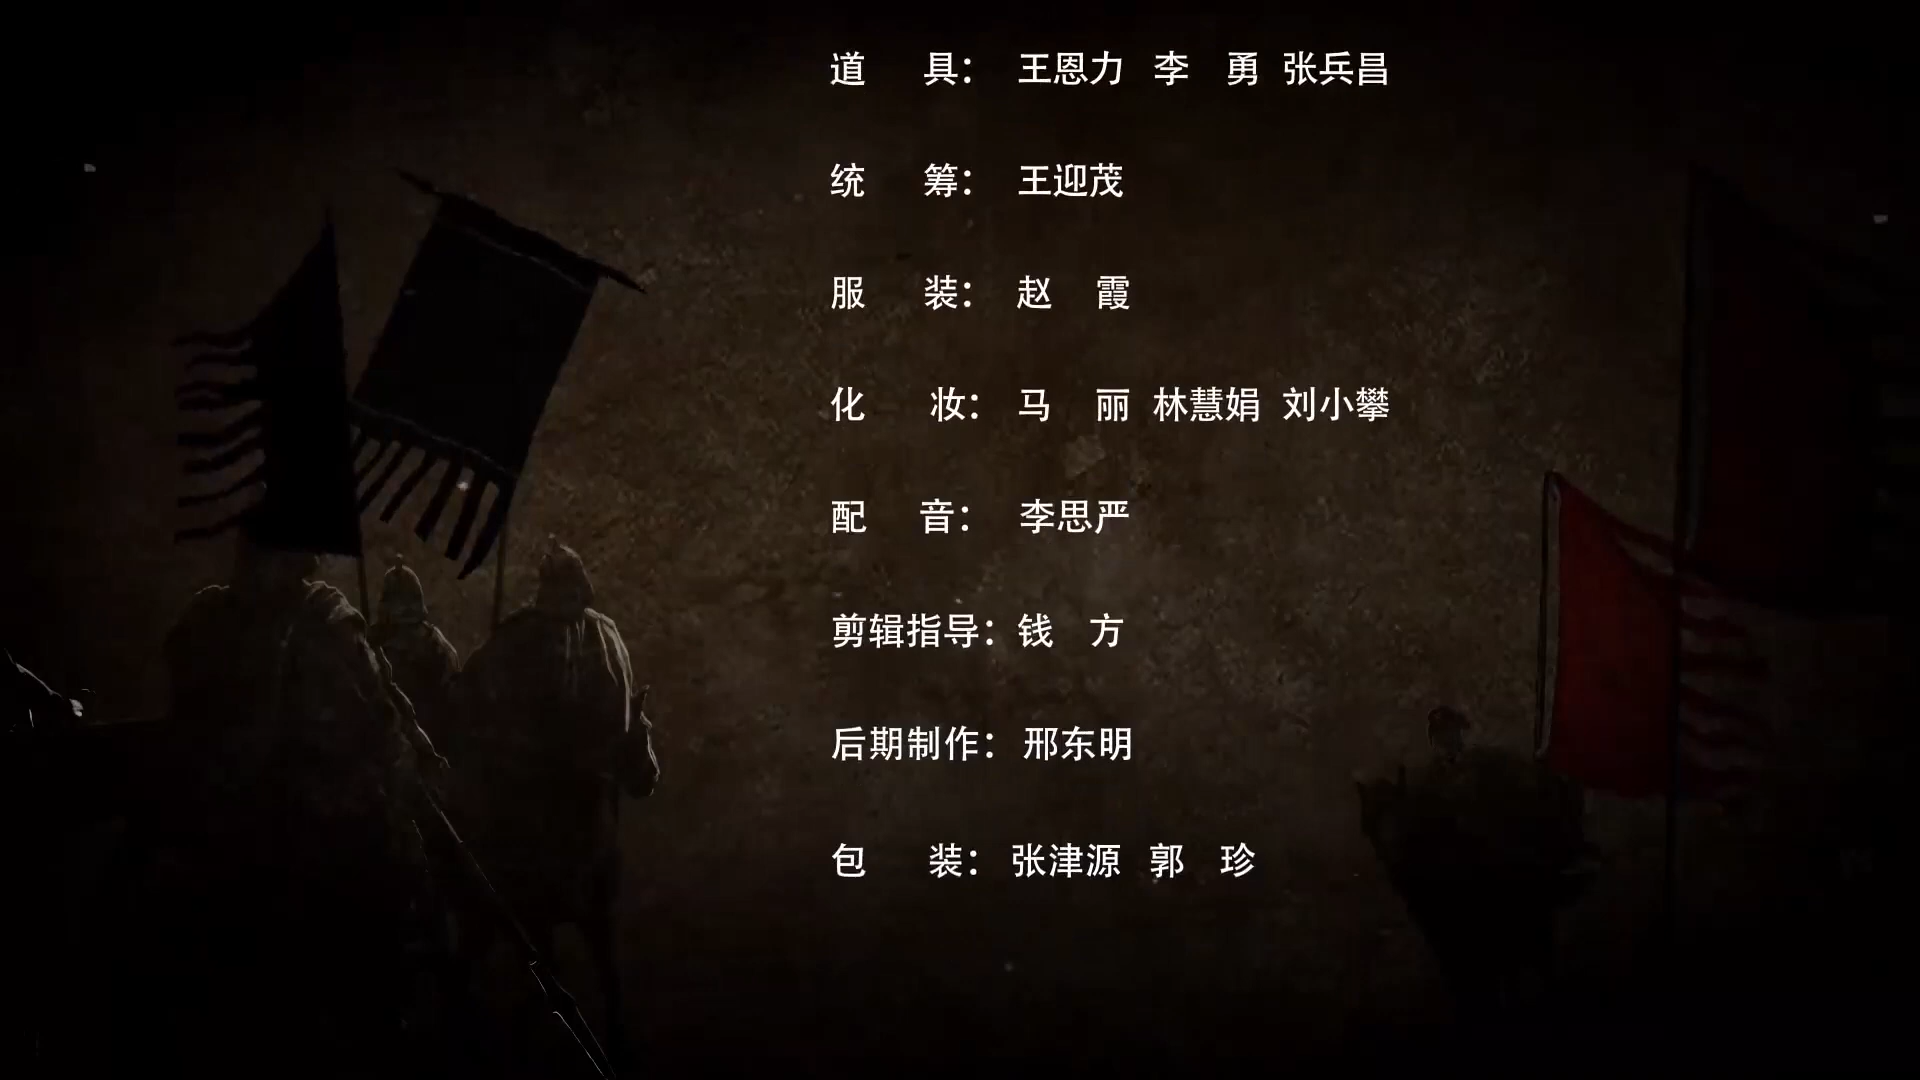 道 具： 王恩力 李 勇 张兵昌
统 筹： 王迎茂
服 装： 赵 霞
化 妆： 马 丽 林慧娟 刘小攀
配 音： 李思严
剪辑指导：钱 方
后期制作：邢东明
包 装：张津源 郭 珍